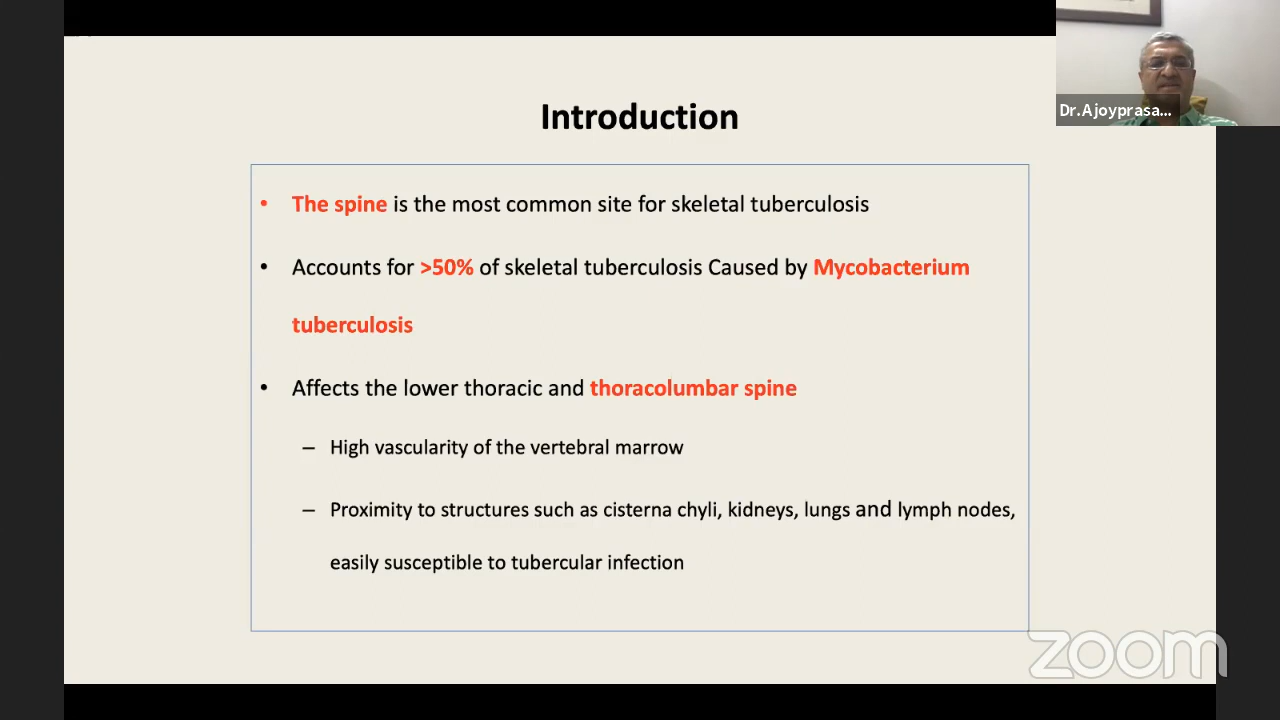 Dr.Ajoyprasa...
Introduction
• The spine is the most common site for skeletal tuberculosis
• Accounts for >50% of skeletal tuberculosis Caused by Mycobacterium
tuberculosis
• Affects the lower thoracic and thoracolumbar spine
– High vascularity of the vertebral marrow
– Proximity to structures such as cisterna chyli, kidneys, lungs and lymph nodes,
easily susceptible to tubercular infection
zoom